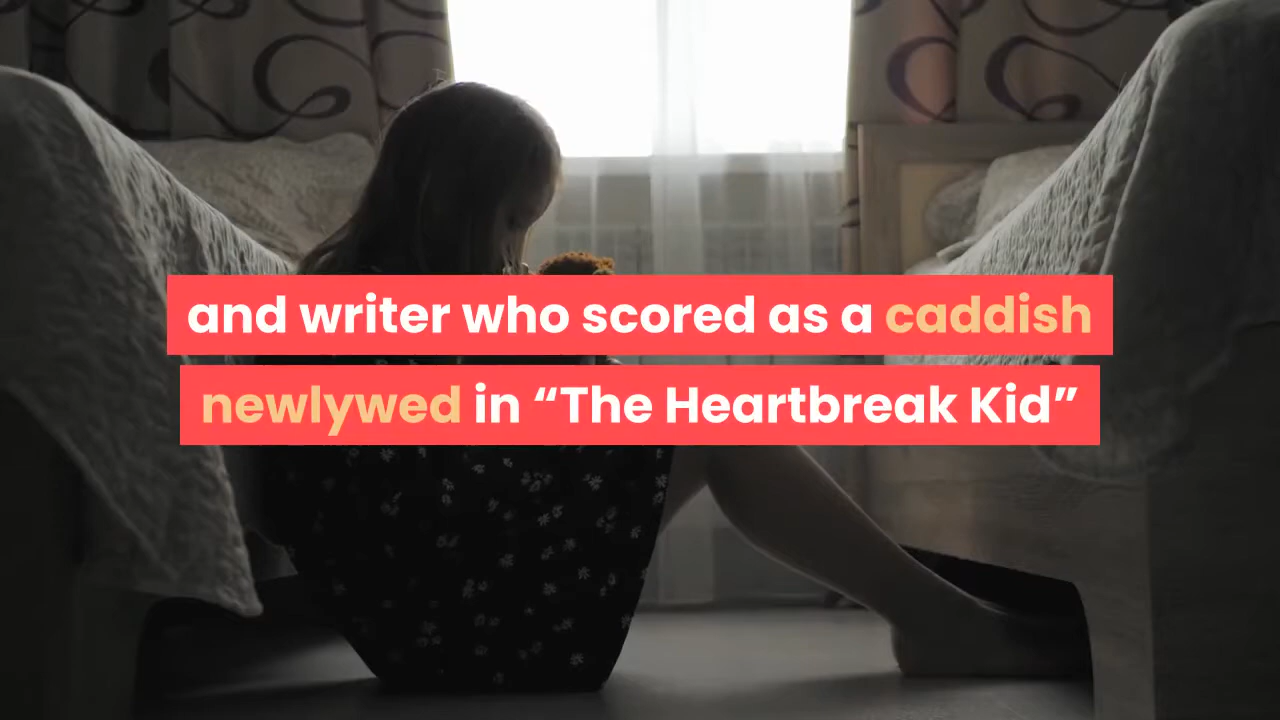 and writer who scored as a caddish
newlywed in “The Heartbreak Kid”